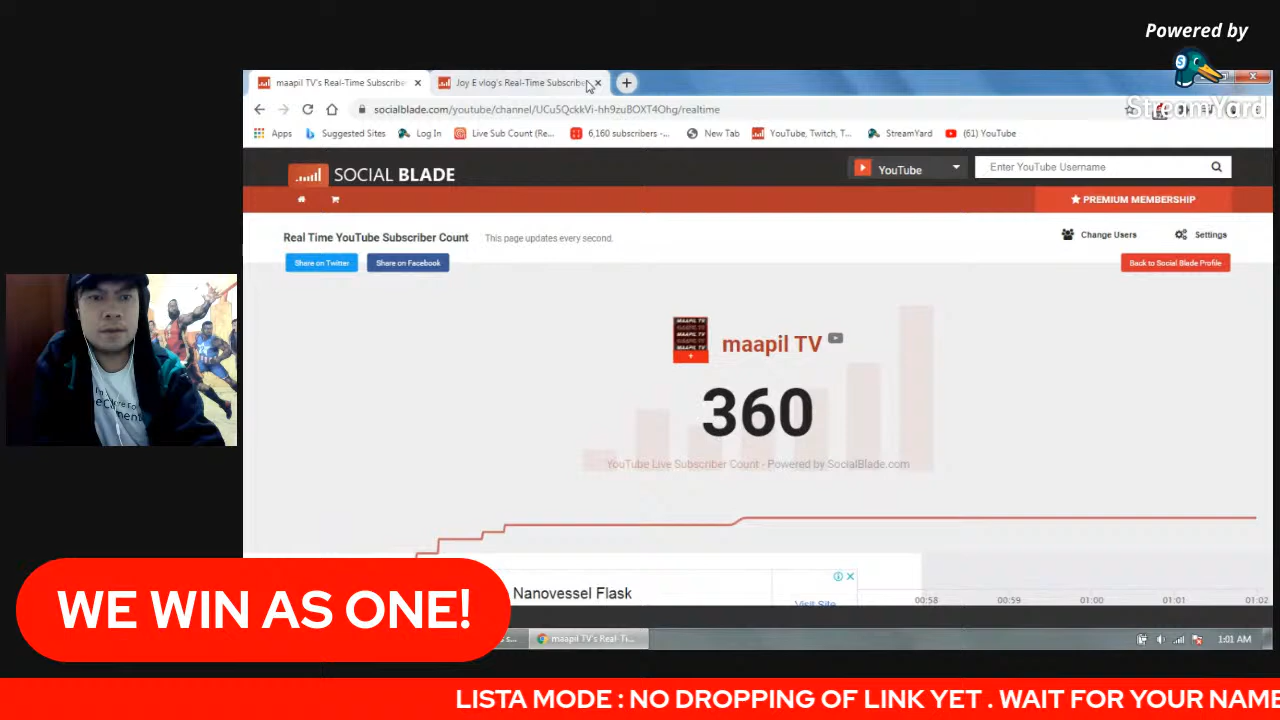 Powered by
StreamYard
maapil TV's Real-Time Subscribe
Joy E vlog's Real-Time Subscribe
socialblade.com/youtube/channel/UCu5QckkVi-hh9zuBOXT4Ohg/realtime
Apps Suggested Sites Log In Live Sub Count (Re... 6,160 subscribers -... New Tab YouTube, Twitch, T... StreamYard (61) YouTube
SOCIAL BLADE
YouTube
Enter YouTube Username
PREMIUM MEMBERSHIP
Real Time YouTube Subscriber Count This page updates every second.
Change Users Settings
Share on Twitter Share on Facebook
Back to Social Blade Profile
MAAPIL TV
maapil TV
360
YouTube Live Subscriber Count - Powered by SocialBlade.com
Nanovessel Flask
Visit Site
00:58 00:59 01:00 01:01 01:02
WE WIN AS ONE!
maapil TV's Real-Ti...
1:01 AM
LISTA MODE : NO DROPPING OF LINK YET . WAIT FOR YOUR NAME